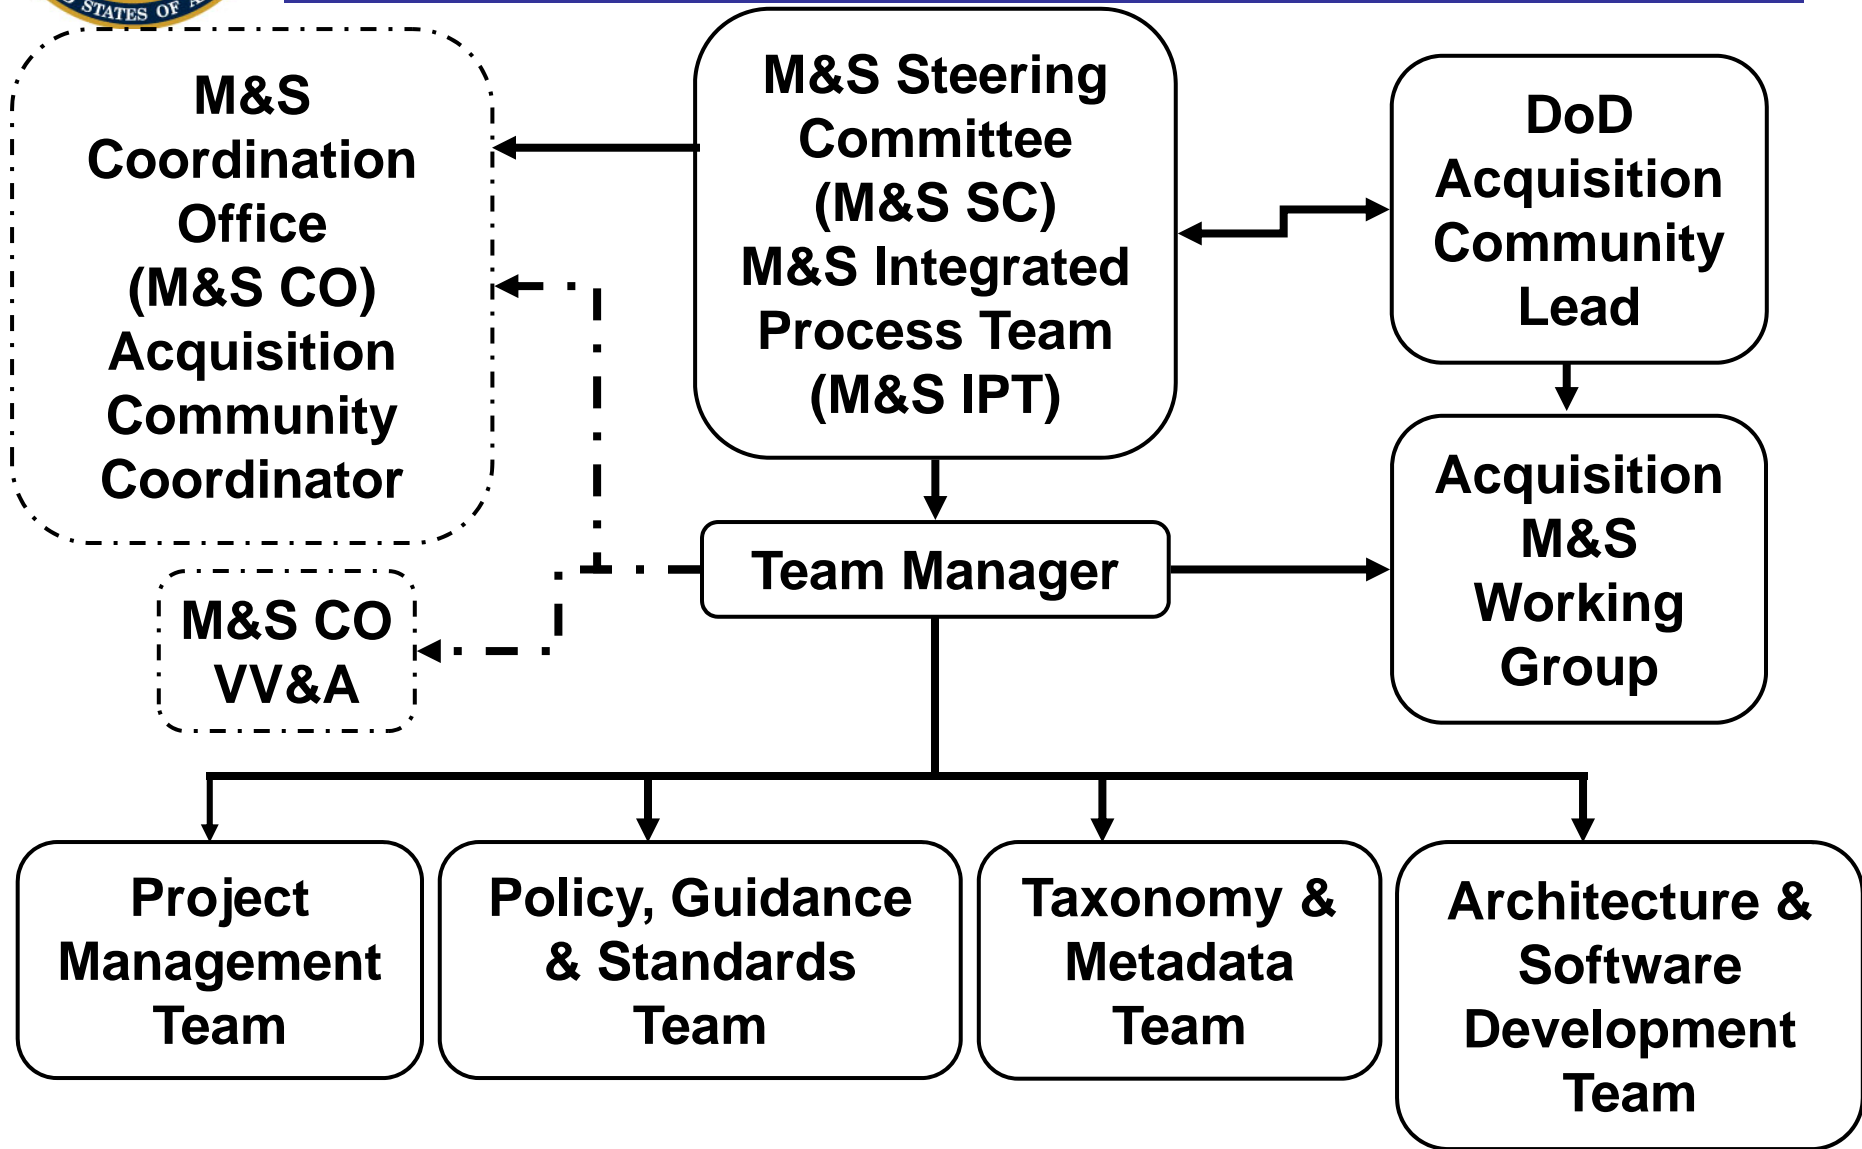 STATES OF
M&S
Coordination
Office
(M&S CO)
Acquisition
Community
Coordinator
M&S Steering
Committee
(M&S SC)
M&S Integrated
Process Team
(M&S IPT)
DoD
Acquisition
Community
Lead
Acquisition
M&S
Working
Group
Team Manager
M&S CO
VV&A
Project
Management
Team
Policy, Guidance
& Standards
Team
Taxonomy &
Metadata
Team
Architecture &
Software
Development
Team